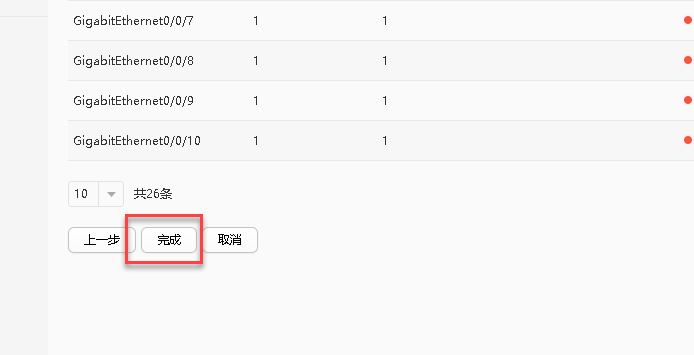 GigabitEthernet0/0/7 1 1
GigabitEthernet0/0/8 1 1
GigabitEthernet0/0/9 1 1
GigabitEthernet0/0/10 1 1
10 共26条
上一步 完成 取消